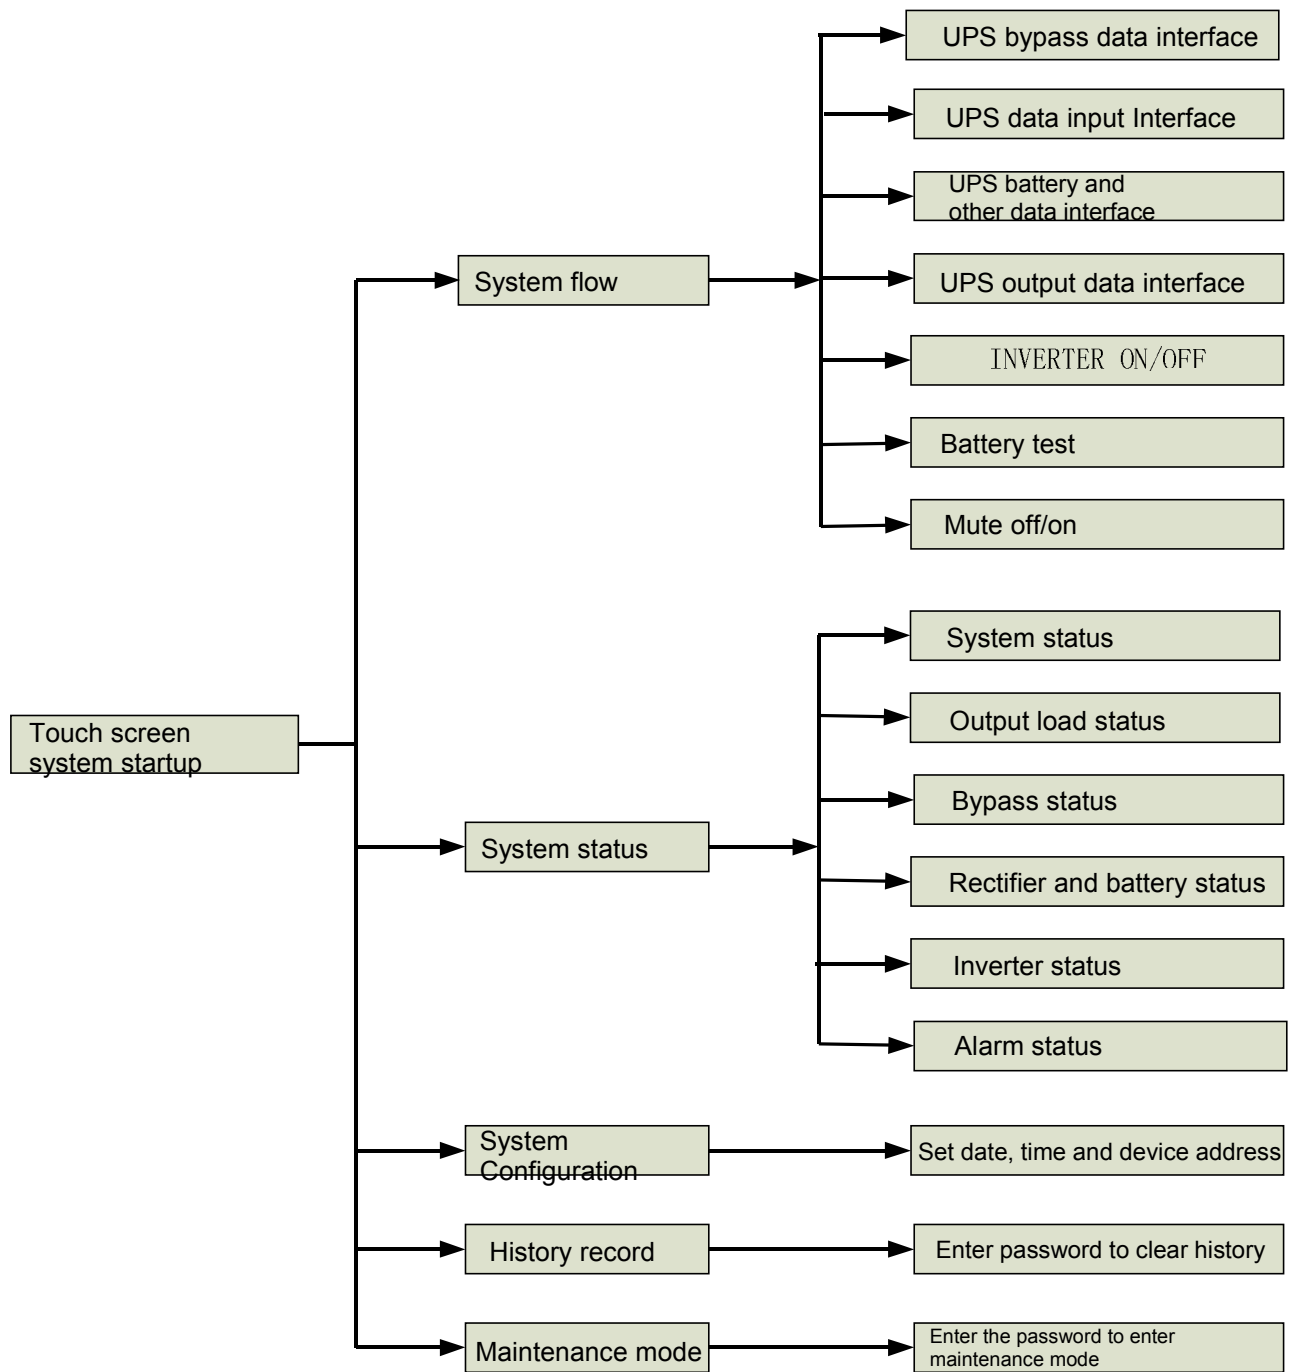 UPS bypass data interface
UPS data input Interface
UPS battery and
other data interface
System flow
UPS output data interface
INVERTER ON/OFF
Battery test
Mute off/on
System status
Output load status
Touch screen
system startup
Bypass status
System status
Rectifier and battery status
Inverter status
Alarm status
System
Configuration
Set date, time and device address
History record
Enter password to clear history
Maintenance mode
Enter the password to enter
maintenance mode